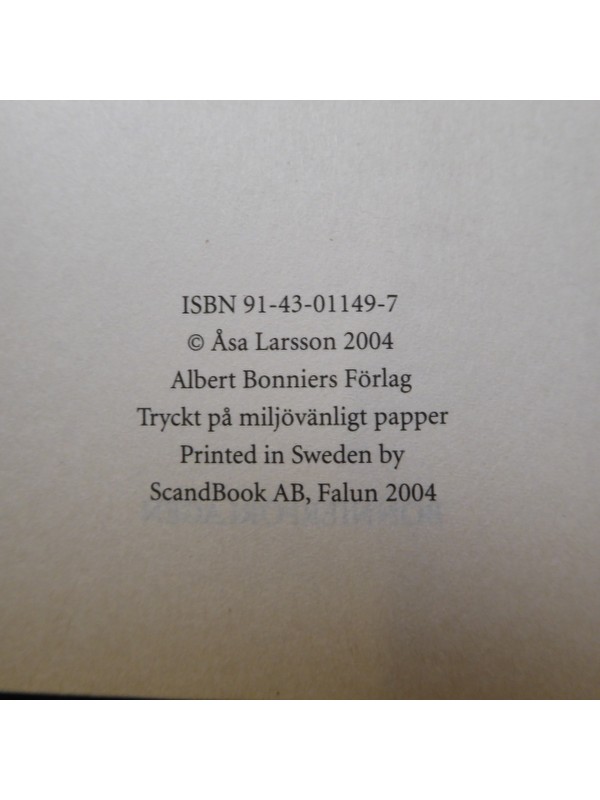 ISBN 91-43-01149-7
© Åsa Larsson 2004
Albert Bonniers Förlag
Tryckt på miljövänligt papper
Printed in Sweden by
ScandBook AB, Falun 2004